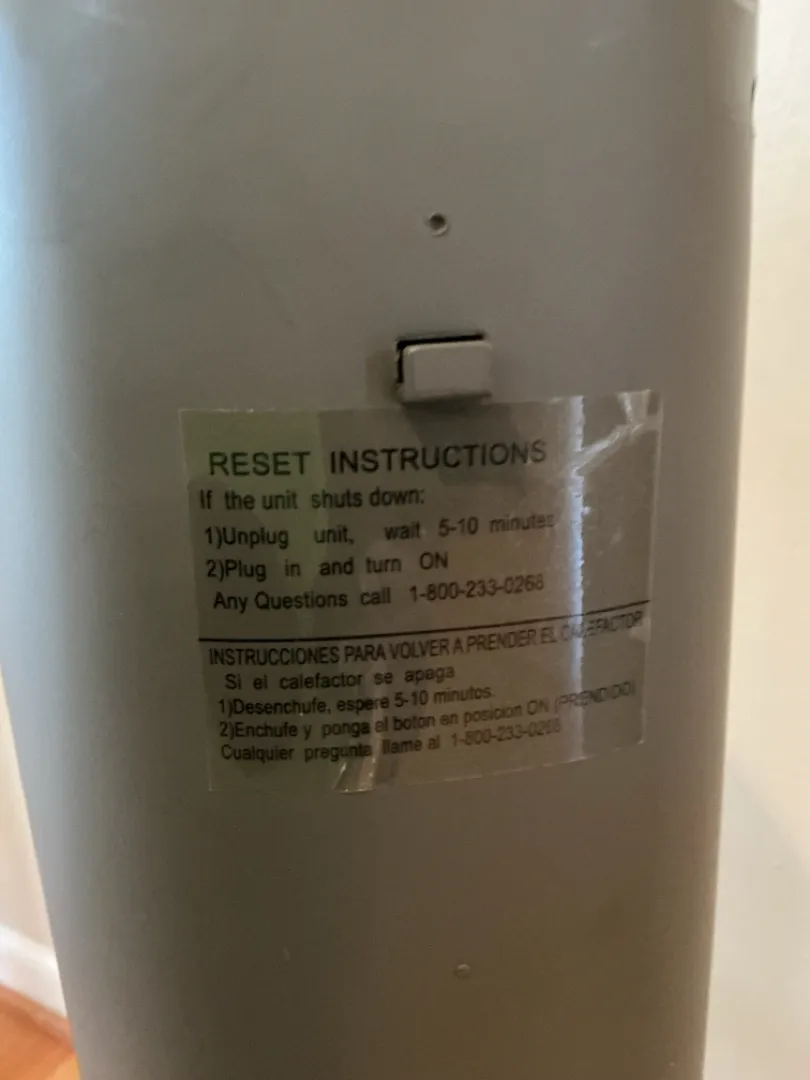 RESET INSTRUCTIONS
If the unit shuts down:
1)Unplug unit, wait 5-10 minutes
2)Plug in and turn ON
Any Questions call 1-800-233-0268
INSTRUCCIONES PARA VOLVER A PRENDER EL CALEFACTOR
Si el calefactor se apaga
1)Desenchufe, espere 5-10 minutos.
2)Enchufe y ponga el boton en posicion ON (PRENDIDO)
Cualquier pregunta llame al 1-800-233-0268